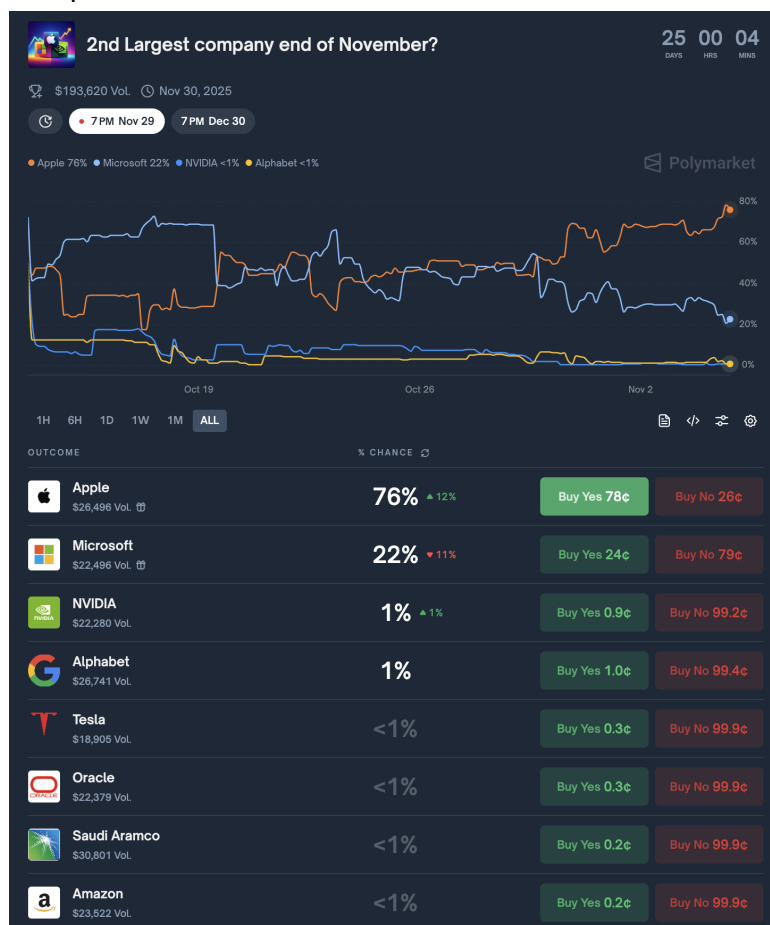 2nd Largest company end of November?
25 00 04
DAYS HRS MINS
$193,620 Vol. Nov 30, 2025
7 PM Nov 29 7 PM Dec 30
Apple 76% Microsoft 22% NVIDIA <1% Alphabet <1%
Polymarket
80%
60%
40%
20%
0%
Oct 19 Oct 26 Nov 2
1H 6H 1D 1W 1M ALL
OUTCOME % CHANCE
Apple
$26,496 Vol.
76% 12% Buy Yes 78¢ Buy No 26¢
Microsoft
$22,496 Vol.
22% 11% Buy Yes 24¢ Buy No 79¢
NVIDIA
$22,280 Vol.
1% 1% Buy Yes 0.9¢ Buy No 99.2¢
Alphabet
$26,741 Vol.
1% Buy Yes 1.0¢ Buy No 99.4¢
Tesla
$18,905 Vol.
<1% Buy Yes 0.3¢ Buy No 99.9¢
ORACLE
Oracle
$22,379 Vol.
<1% Buy Yes 0.3¢ Buy No 99.9¢
Saudi Aramco
$30,801 Vol.
<1% Buy Yes 0.2¢ Buy No 99.9¢
Amazon
$23,522 Vol.
<1% Buy Yes 0.2¢ Buy No 99.9¢